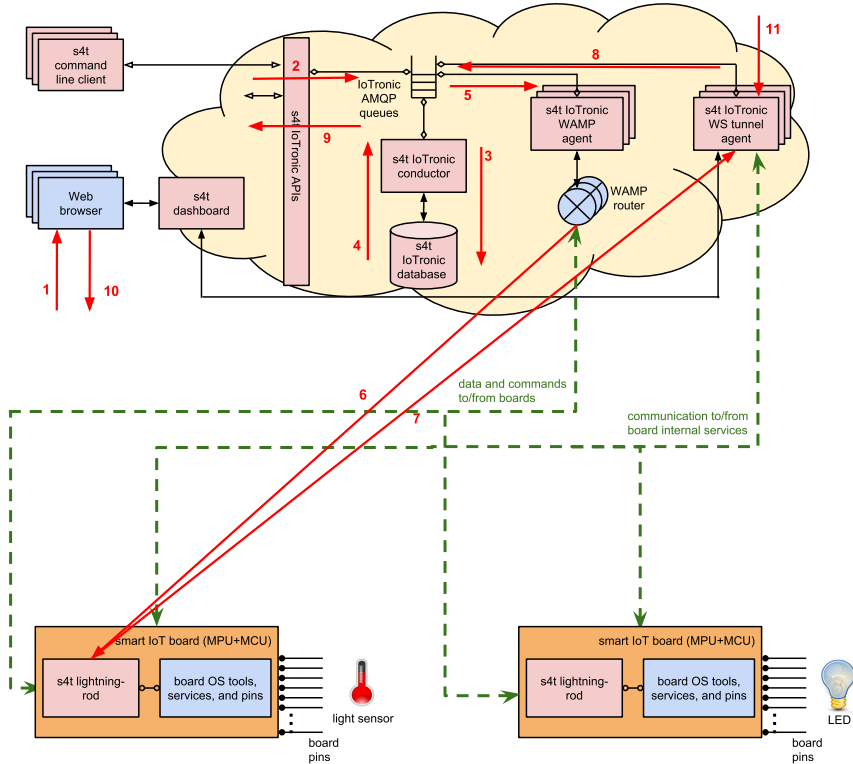 s4t
command
line client
2
IoTronic
AMQP
queues
8
11
5
s4t IoTronic
WAMP
agent
s4t IoTronic
WS tunnel
agent
s4t IoTronic APIs
9
s4t IoTronic
conductor
3
Web
browser
s4t
dashboard
WAMP
router
4
s4t
IoTronic
database
1
10
6
7
data and commands
to/from boards
communication to/from
board internal services
smart IoT board (MPU+MCU)
s4t lightning-
rod
board OS tools,
services, and pins
light sensor
board
pins
smart IoT board (MPU+MCU)
s4t lightning-
rod
board OS tools,
services, and pins
LED
board
pins